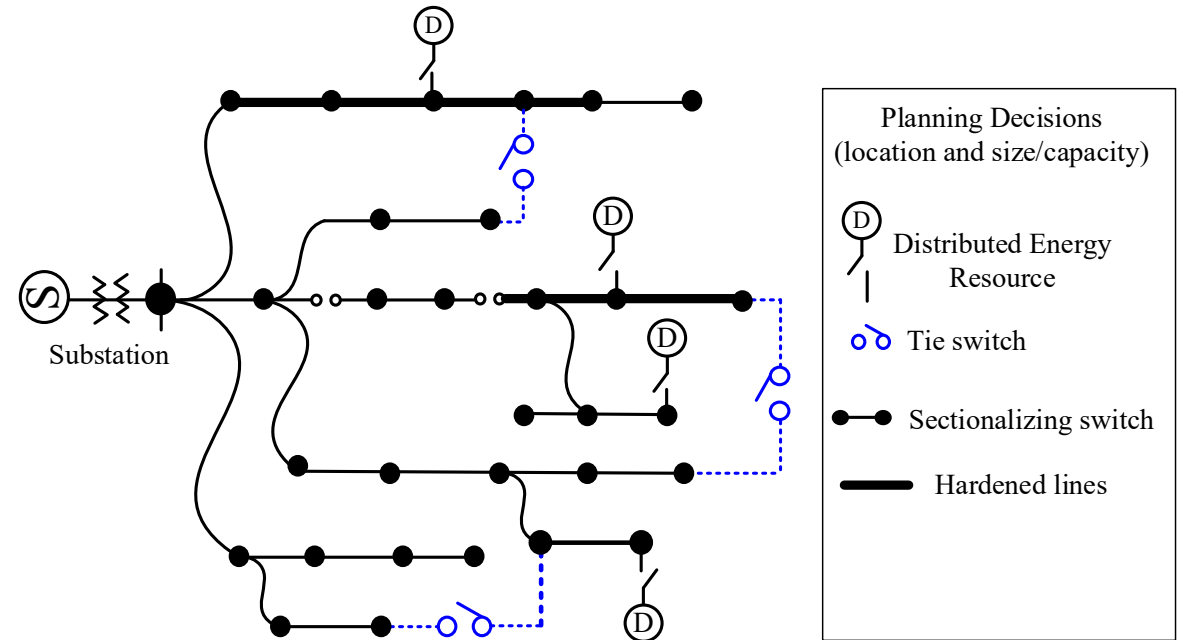 D
D
S
Substation
D
D
Planning Decisions
(location and size/capacity)
D
Distributed Energy
Resource
Tie switch
Sectionalizing switch
Hardened lines